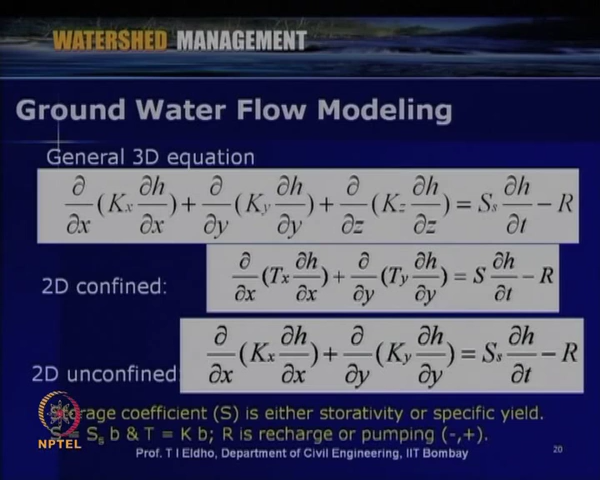 WATERSHED MANAGEMENT
Ground Water Flow Modeling
General 3D equation
∂/∂x (Kx ∂h/∂x) + ∂/∂y (Ky ∂h/∂y) + ∂/∂z (Kz ∂h/∂z) = Ss ∂h/∂t − R
2D confined: ∂/∂x (Tx ∂h/∂x) + ∂/∂y (Ty ∂h/∂y) = S ∂h/∂t − R
2D unconfined: ∂/∂x (Kx ∂h/∂x) + ∂/∂y (Ky ∂h/∂y) = Ss ∂h/∂t − R
Storage coefficient (S) is either storativity or specific yield.
S = Ss b & T = K b; R is recharge or pumping (-,+).
NPTEL
Prof. T I Eldho, Department of Civil Engineering, IIT Bombay
20